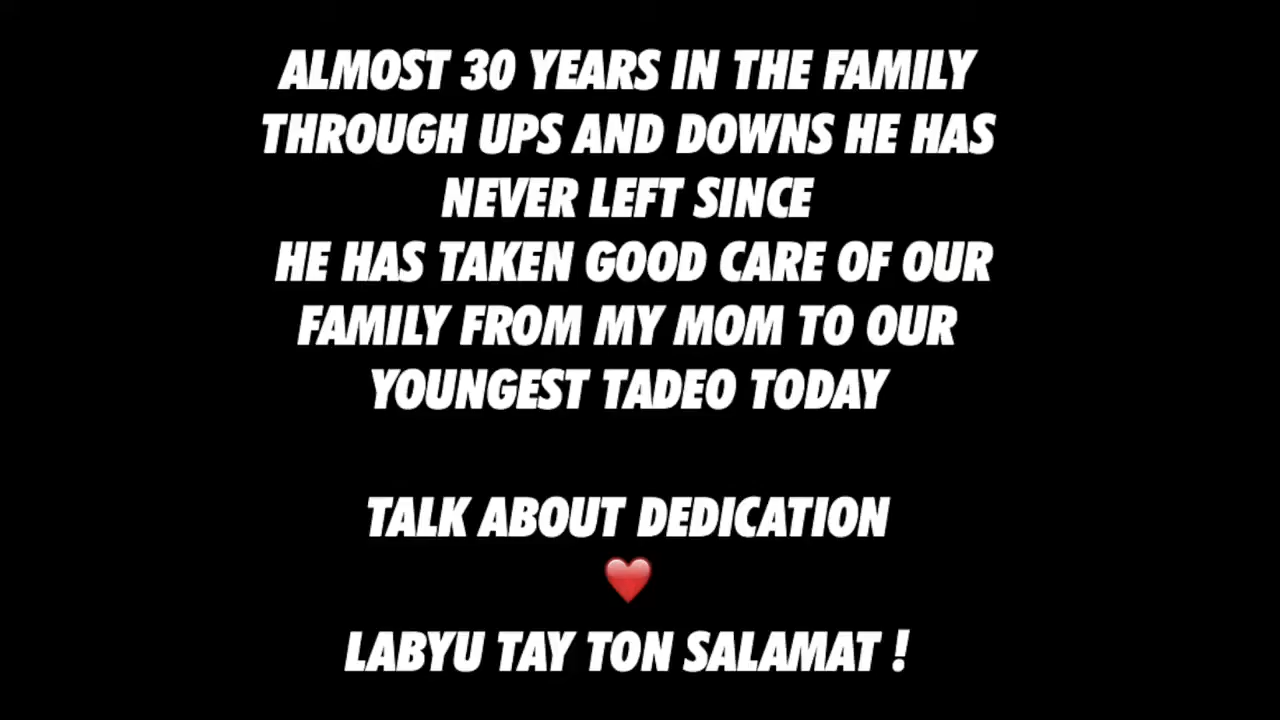 ALMOST 30 YEARS IN THE FAMILY
THROUGH UPS AND DOWNS HE HAS
NEVER LEFT SINCE
HE HAS TAKEN GOOD CARE OF OUR
FAMILY FROM MY MOM TO OUR
YOUNGEST TADEO TODAY
TALK ABOUT DEDICATION
❤️
LABYU TAY TON SALAMAT !